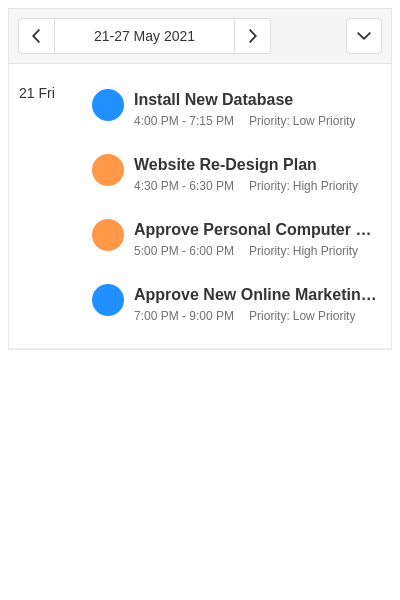 21-27 May 2021
21 Fri
Install New Database
4:00 PM - 7:15 PM Priority: Low Priority
Website Re-Design Plan
4:30 PM - 6:30 PM Priority: High Priority
Approve Personal Computer …
5:00 PM - 6:00 PM Priority: High Priority
Approve New Online Marketin…
7:00 PM - 9:00 PM Priority: Low Priority